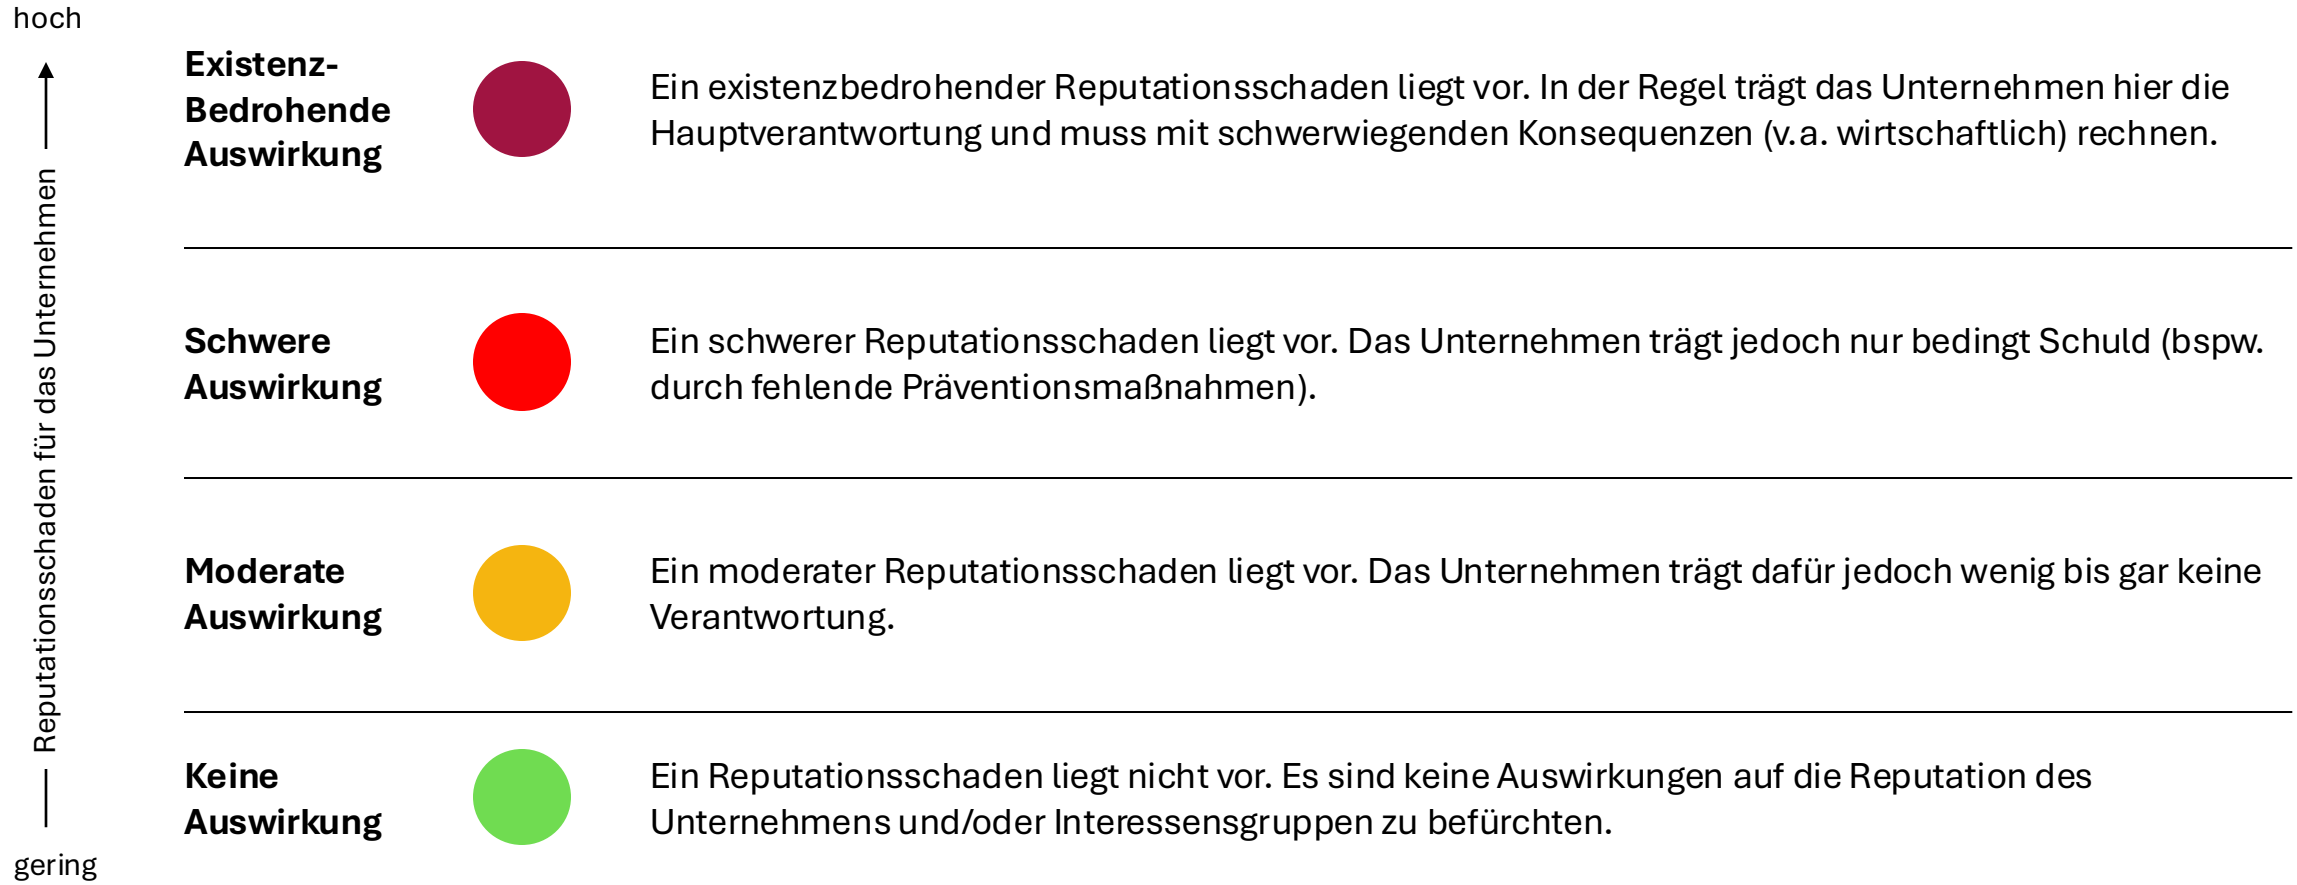 hoch
Reputationsschaden für das Unternehmen
gering
Existenz-
Bedrohende
Auswirkung
Ein existenzbedrohender Reputationsschaden liegt vor. In der Regel trägt das Unternehmen hier die
Hauptverantwortung und muss mit schwerwiegenden Konsequenzen (v.a. wirtschaftlich) rechnen.
Schwere
Auswirkung
Ein schwerer Reputationsschaden liegt vor. Das Unternehmen trägt jedoch nur bedingt Schuld (bspw.
durch fehlende Präventionsmaßnahmen).
Moderate
Auswirkung
Ein moderater Reputationsschaden liegt vor. Das Unternehmen trägt dafür jedoch wenig bis gar keine
Verantwortung.
Keine
Auswirkung
Ein Reputationsschaden liegt nicht vor. Es sind keine Auswirkungen auf die Reputation des
Unternehmens und/oder Interessensgruppen zu befürchten.